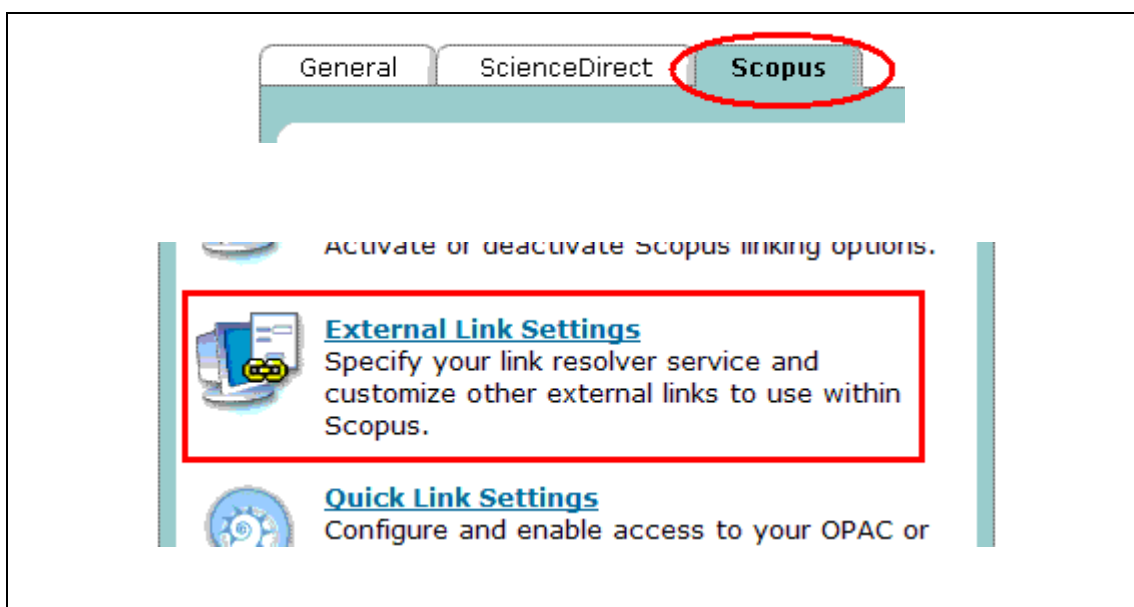 General ScienceDirect Scopus
Activate or deactivate Scopus linking options.
External Link Settings
Specify your link resolver service and
customize other external links to use within
Scopus.
Quick Link Settings
Configure and enable access to your OPAC or